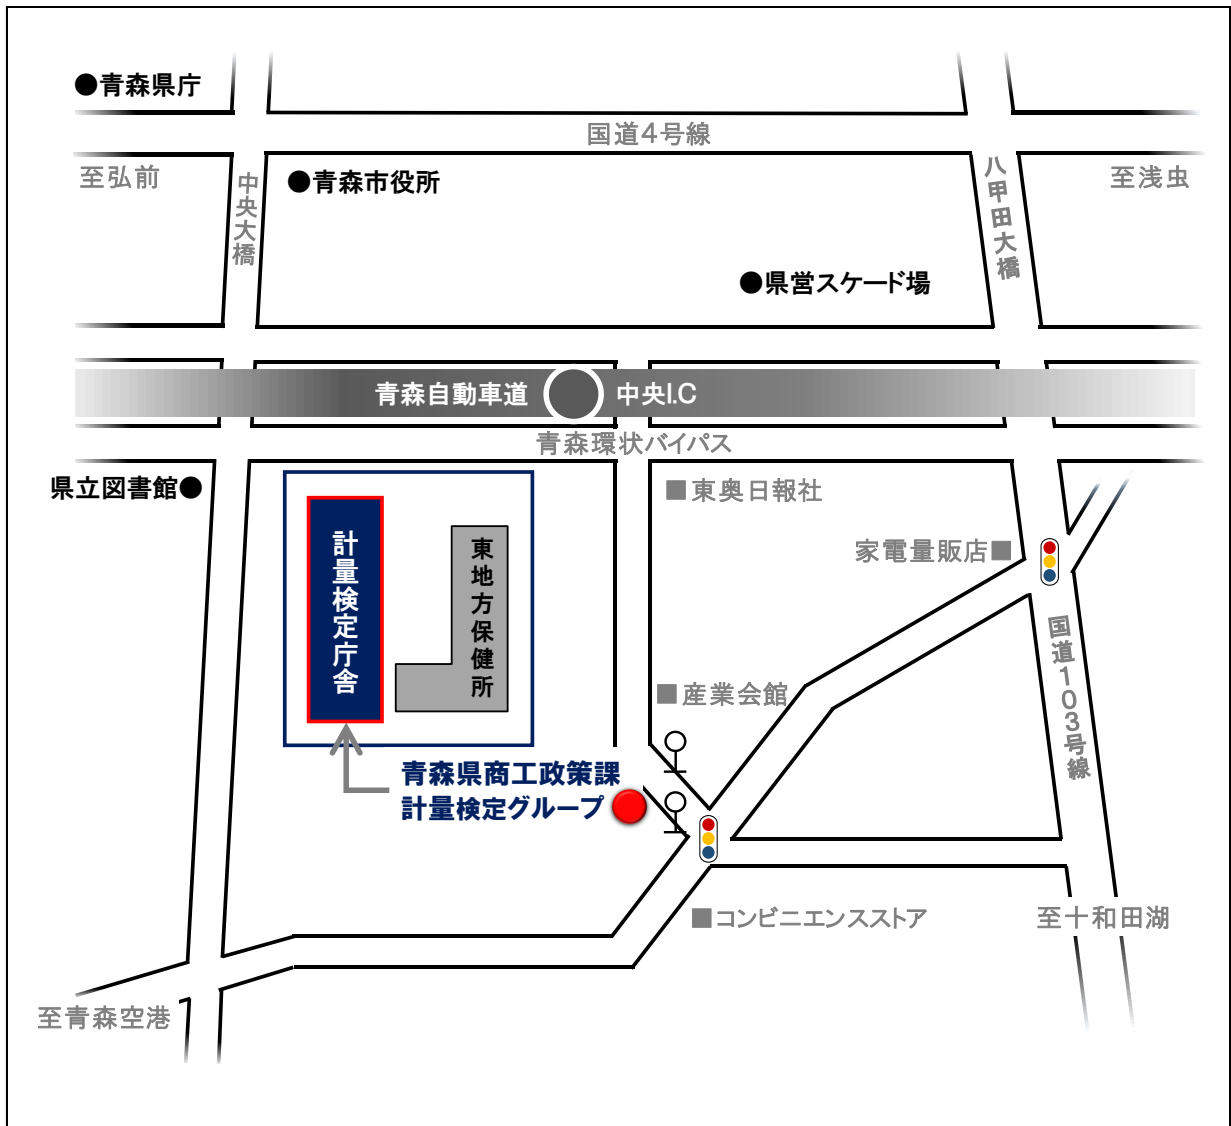 ●青森県庁
国道4号線
至弘前
中央大橋
●青森市役所
八甲田大橋
至浅虫
●県営スケード場
青森自動車道
中央I.C
青森環状バイパス
県立図書館●
■東奥日報社
計量検定庁舎
東地方保健所
家電量販店■
国道103号線
■産業会館
青森県商工政策課
計量検定グループ
■コンビニエンスストア
至十和田湖
至青森空港